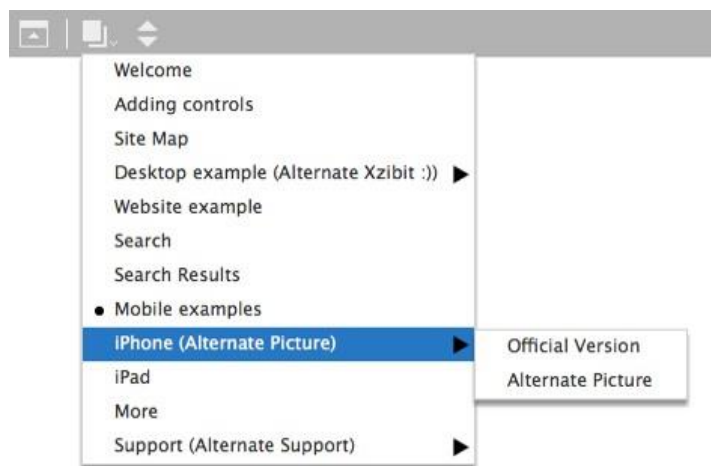 Welcome
Adding controls
Site Map
Desktop example (Alternate Xzibit :))
Website example
Search
Search Results
Mobile examples
iPhone (Alternate Picture)
Official Version
iPad
Alternate Picture
More
Support (Alternate Support)